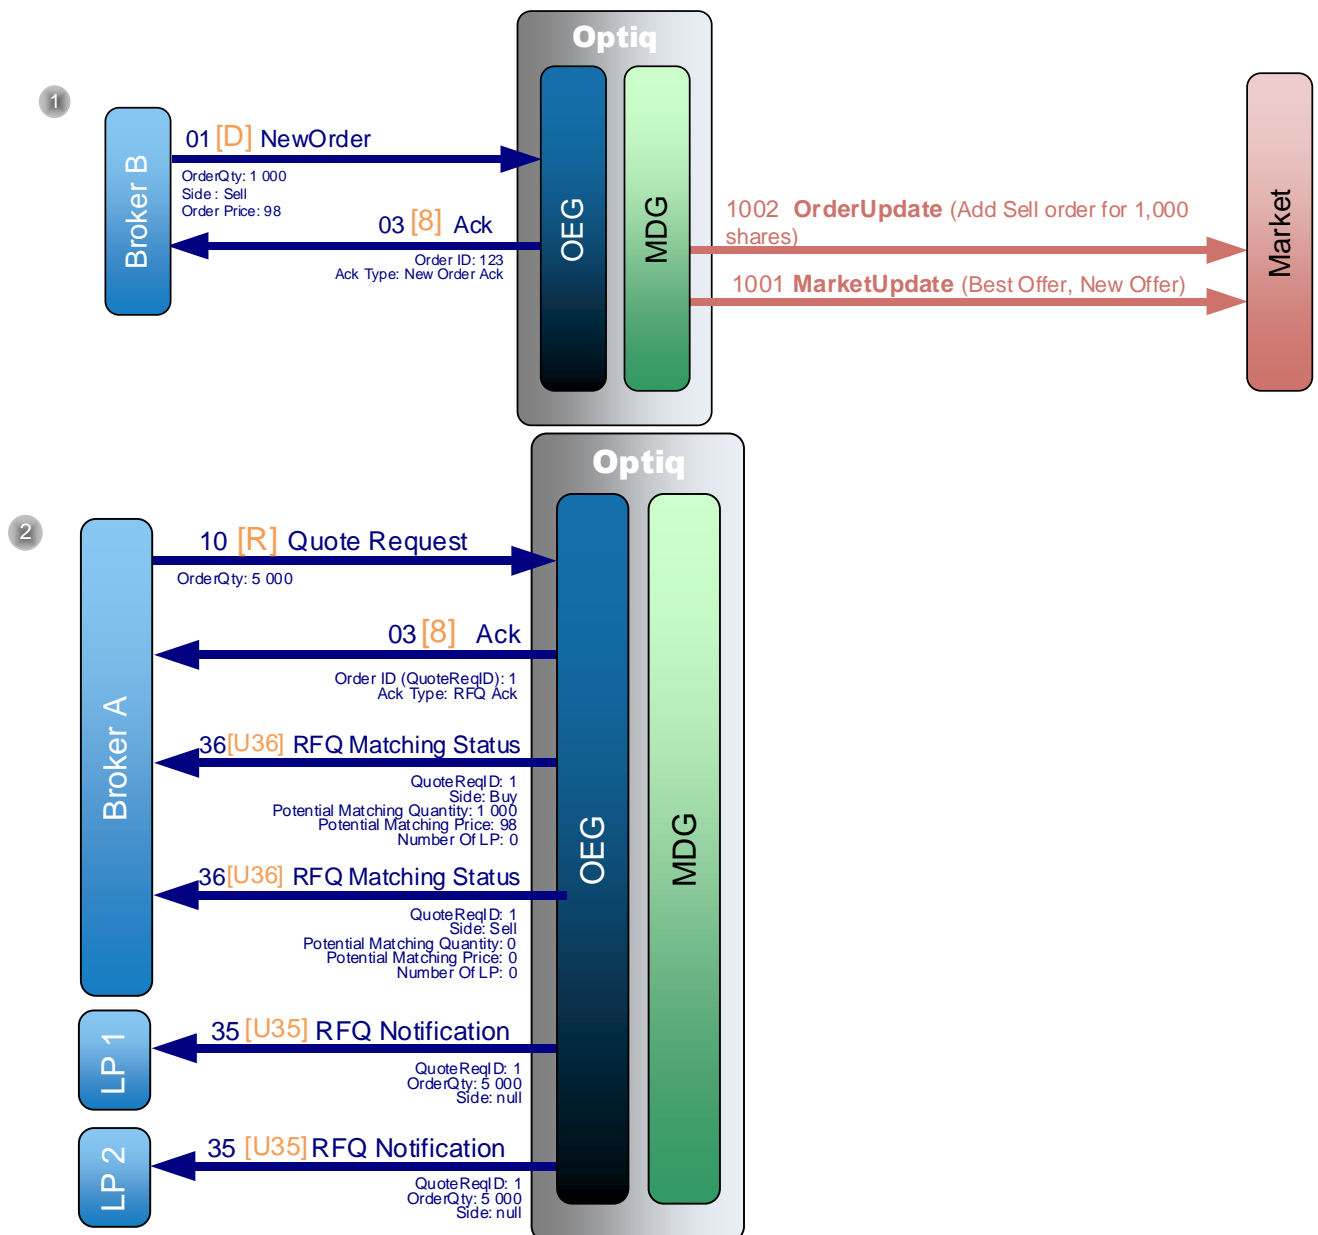 Optiq
1
01 [D] NewOrder
OrderQty: 1 000
Side : Sell
Order Price: 98
03 [8] Ack
Order ID: 123
Ack Type: New Order Ack
Broker B
OEG
MDG
1002 OrderUpdate (Add Sell order for 1,000
shares)
1001 MarketUpdate (Best Offer, New Offer)
Market
Optiq
2
10 [R] Quote Request
OrderQty: 5 000
03 [8] Ack
Order ID (QuoteReqID): 1
Ack Type: RFQ Ack
36 [U36] RFQ Matching Status
QuoteReqID: 1
Side: Buy
Potential Matching Quantity: 1 000
Potential Matching Price: 98
Number Of LP: 0
36 [U36] RFQ Matching Status
QuoteReqID: 1
Side: Sell
Potential Matching Quantity: 0
Potential Matching Price: 0
Number Of LP: 0
Broker A
OEG
MDG
35 [U35] RFQ Notification
QuoteReqID: 1
OrderQty: 5 000
Side: null
LP 1
35 [U35] RFQ Notification
QuoteReqID: 1
OrderQty: 5 000
Side: null
LP 2